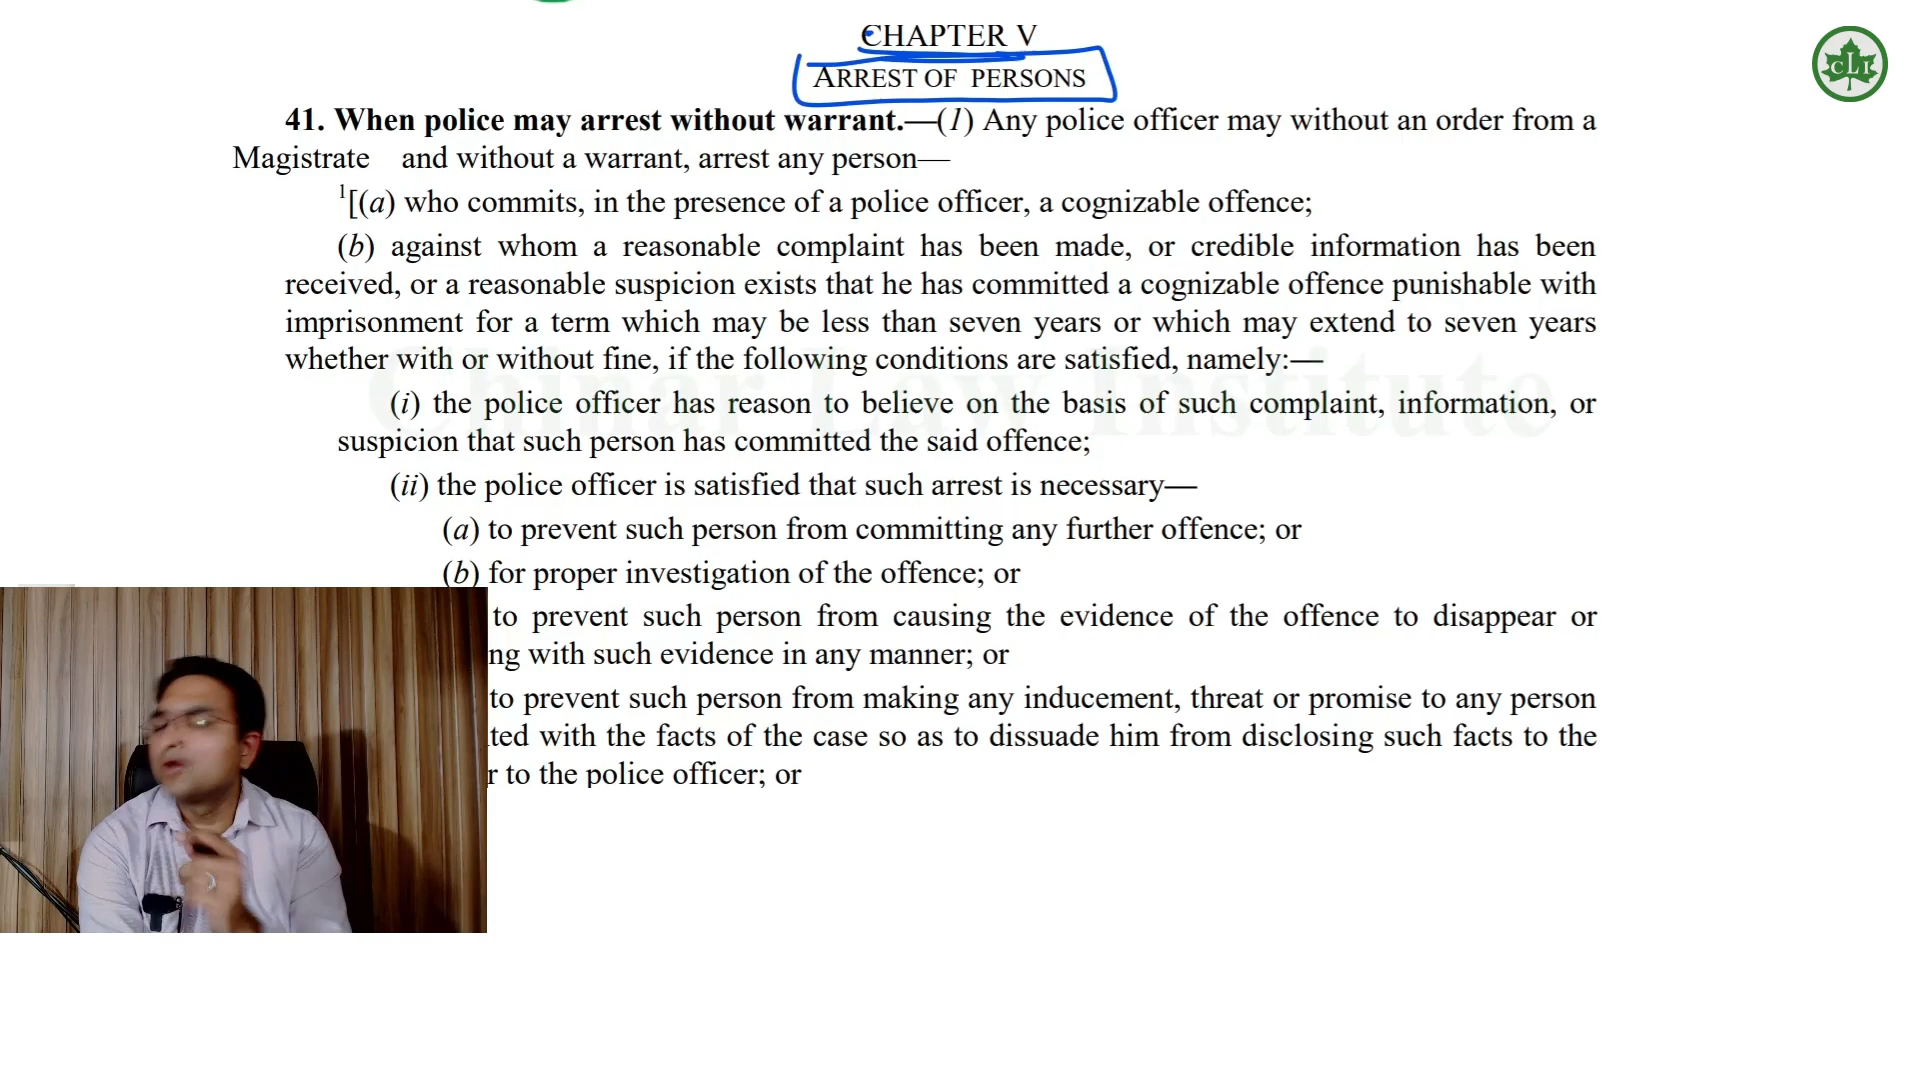 CHAPTER V
ARREST OF PERSONS
CLI
41. When police may arrest without warrant.—(1) Any police officer may without an order from a
Magistrate and without a warrant, arrest any person—
1[(a) who commits, in the presence of a police officer, a cognizable offence;
(b) against whom a reasonable complaint has been made, or credible information has been
received, or a reasonable suspicion exists that he has committed a cognizable offence punishable with
imprisonment for a term which may be less than seven years or which may extend to seven years
whether with or without fine, if the following conditions are satisfied, namely:—
Chinar Law Institute
(i) the police officer has reason to believe on the basis of such complaint, information, or
suspicion that such person has committed the said offence;
(ii) the police officer is satisfied that such arrest is necessary—
(a) to prevent such person from committing any further offence; or
(b) for proper investigation of the offence; or
to prevent such person from causing the evidence of the offence to disappear or
ng with such evidence in any manner; or
to prevent such person from making any inducement, threat or promise to any person
ted with the facts of the case so as to dissuade him from disclosing such facts to the
r to the police officer; or